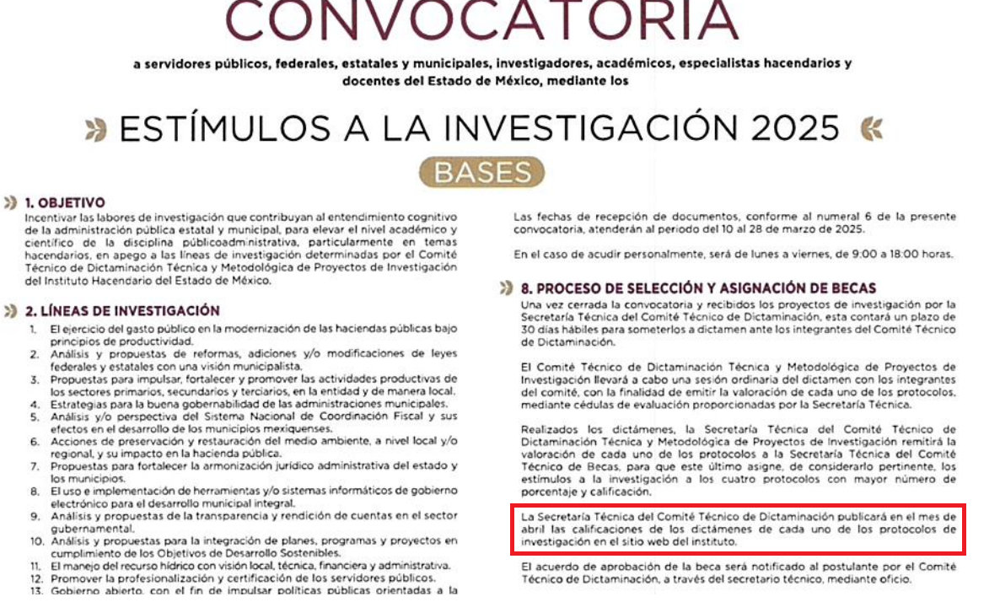 CONVOCATORIA
a servidores públicos, federales, estatales y municipales, investigadores, académicos, especialistas hacendarios y
docentes del Estado de México, mediante los
ESTÍMULOS A LA INVESTIGACIÓN 2025
BASES
1. OBJETIVO
Incentivar las labores de investigación que contribuyan al entendimiento cognitivo
de la administración pública estatal y municipal, para elevar el nivel académico y
científico de la disciplina públicoadministrativa, particularmente en temas
hacendarios, en apego a las líneas de investigación determinadas por el Comité
Técnico de Dictaminación Técnica y Metodológica de Proyectos de Investigación
del Instituto Hacendario del Estado de México.
2. LÍNEAS DE INVESTIGACIÓN
1. El ejercicio del gasto público en la modernización de las haciendas públicas bajo
principios de productividad.
2. Análisis y propuestas de reformas, adiciones y/o modificaciones de leyes
federales y estatales con una visión municipalista.
3. Propuestas para impulsar, fortalecer y promover las actividades productivas de
los sectores primarios, secundarios y terciarios, en la entidad y de manera local.
4. Estrategias para la buena gobernabilidad de las administraciones municipales.
5. Análisis y/o perspectiva del Sistema Nacional de Coordinación Fiscal y sus
efectos en el desarrollo de los municipios mexiquenses.
6. Acciones de preservación y restauración del medio ambiente, a nivel local y/o
regional, y su impacto en la hacienda pública.
7. Propuestas para fortalecer la armonización jurídico administrativa del estado y
los municipios.
8. El uso e implementación de herramientas y/o sistemas informáticos de gobierno
electrónico para el desarrollo municipal integral.
9. Análisis y propuestas de la transparencia y rendición de cuentas en el sector
gubernamental.
10. Análisis y propuestas para la integración de planes, programas y proyectos en
cumplimiento de los Objetivos de Desarrollo Sostenibles.
11. El manejo del recurso hídrico con visión local, técnica, financiera y administrativa.
12. Promover la profesionalización y certificación de los servidores públicos.
13. Gobierno abierto, con el fin de impulsar políticas públicas orientadas a la
Las fechas de recepción de documentos, conforme al numeral 6 de la presente
convocatoria, atenderán al periodo del 10 al 28 de marzo de 2025.
En el caso de acudir personalmente, será de lunes a viernes, de 9:00 a 18:00 horas.
8. PROCESO DE SELECCIÓN Y ASIGNACIÓN DE BECAS
Una vez cerrada la convocatoria y recibidos los proyectos de investigación por la
Secretaría Técnica del Comité Técnico de Dictaminación, esta contará un plazo de
30 días hábiles para someterlos a dictamen ante los integrantes del Comité Técnico
de Dictaminación.
El Comité Técnico de Dictaminación Técnica y Metodológica de Proyectos de
Investigación llevará a cabo una sesión ordinaria del dictamen con los integrantes
del comité, con la finalidad de emitir la valoración de cada uno de los protocolos,
mediante cédulas de evaluación proporcionadas por la Secretaría Técnica.
Realizados los dictámenes, la Secretaría Técnica del Comité Técnico de
Dictaminación Técnica y Metodológica de Proyectos de Investigación remitirá la
valoración de cada uno de los protocolos a la Secretaría Técnica del Comité
Técnico de Becas, para que este último asigne, de considerarlo pertinente, los
estímulos a la investigación a los cuatro protocolos con mayor número de
porcentaje y calificación.
La Secretaría Técnica del Comité Técnico de Dictaminación publicará en el mes de
abril las calificaciones de los dictámenes de cada uno de los protocolos de
investigación en el sitio web del instituto.
El acuerdo de aprobación de la beca será notificado al postulante por el Comité
Técnico de Dictaminación, a través del secretario técnico, mediante oficio.